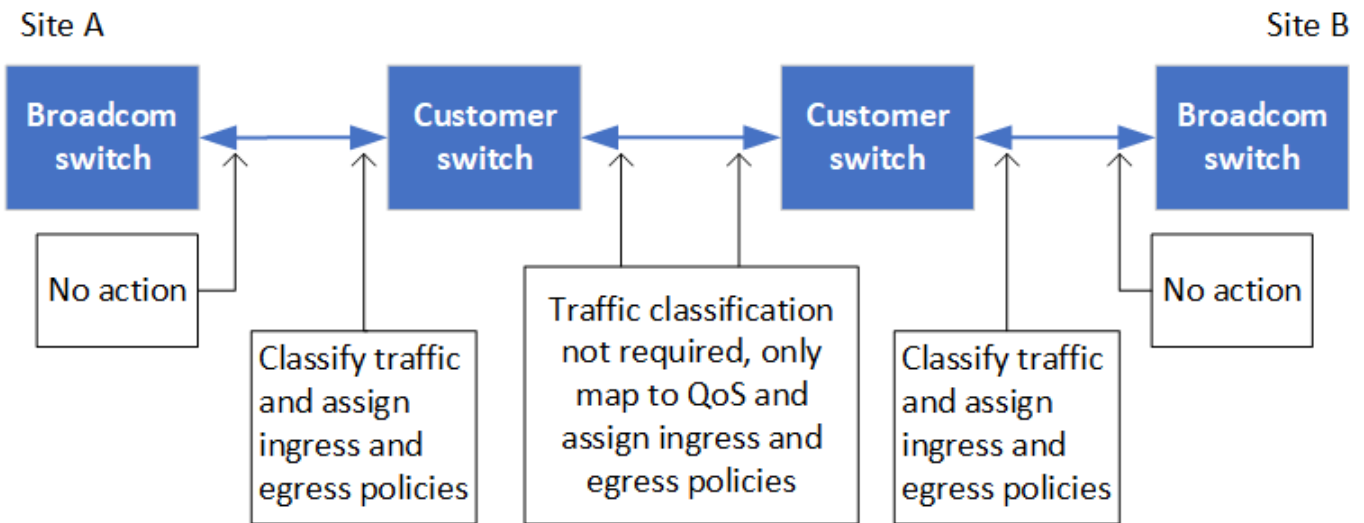 Site A
Site B
Broadcom
switch
Customer
switch
Customer
switch
Broadcom
switch
No action
Classify traffic
and assign
ingress and
egress policies
Traffic classification
not required, only
map to QoS and
assign ingress and
egress policies
Classify traffic
and assign
ingress and
egress policies
No action